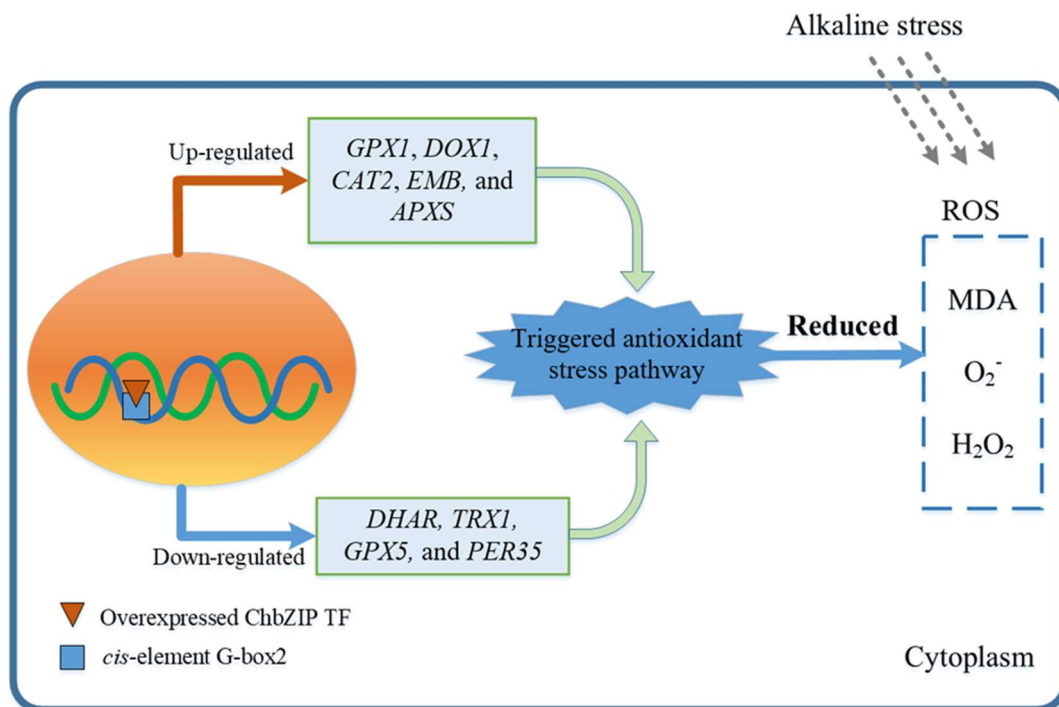 Alkaline stress
Up-regulated
GPX1, DOX1,
CAT2, EMB, and
APXS
ROS
MDA
O₂⁻
H₂O₂
Triggered antioxidant
stress pathway
Reduced
Down-regulated
DHAR, TRX1,
GPX5, and PER35
Overexpressed ChbZIP TF
cis-element G-box2
Cytoplasm